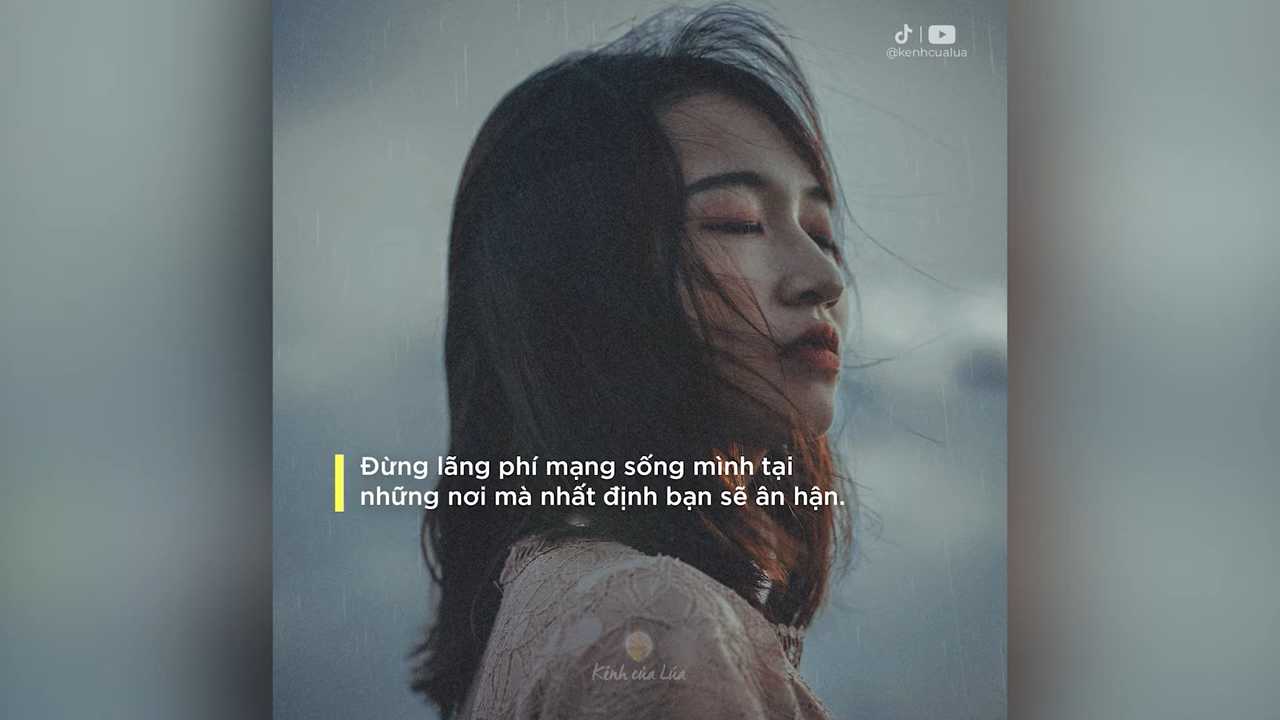 @kenhcualua
Đừng lãng phí mạng sống mình tại
những nơi mà nhất định bạn sẽ ân hận.
Kênh của Lúa